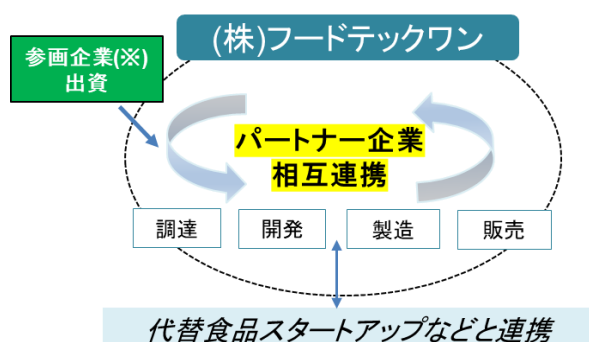 (株)フードテックワン
参画企業(※)
出資
パートナー企業
相互連携
調達
開発
製造
販売
代替食品スタートアップなどと連携